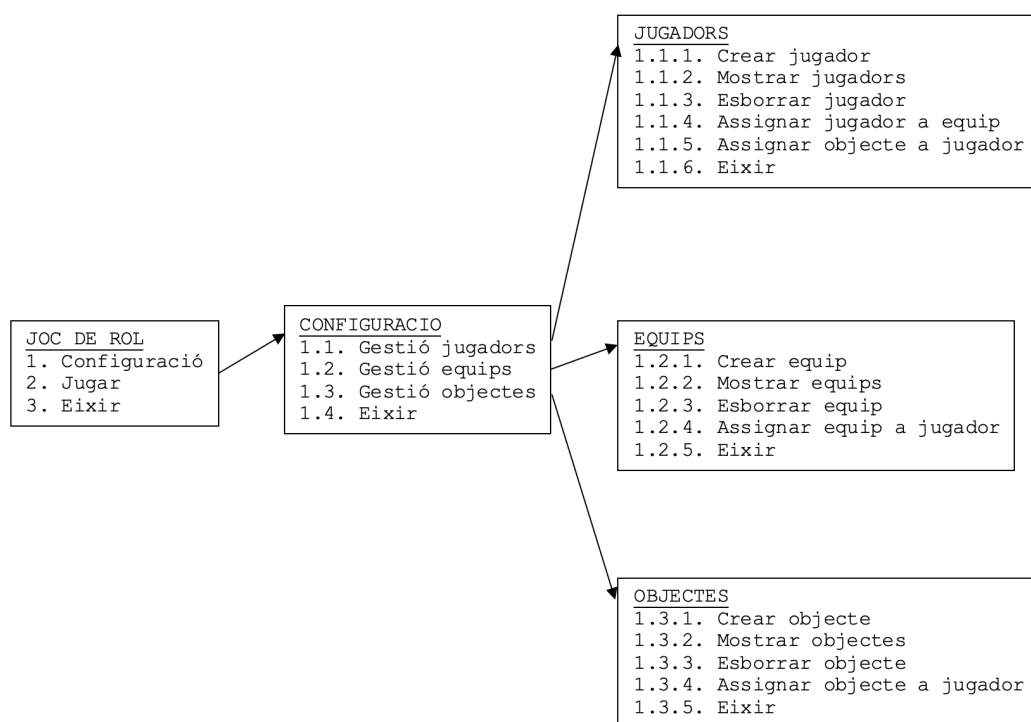 JOC DE ROL
1. Configuració
2. Jugar
3. Eixir
CONFIGURACIO
1.1. Gestió jugadors
1.2. Gestió equips
1.3. Gestió objectes
1.4. Eixir
JUGADORS
1.1.1. Crear jugador
1.1.2. Mostrar jugadors
1.1.3. Esborrar jugador
1.1.4. Assignar jugador a equip
1.1.5. Assignar objecte a jugador
1.1.6. Eixir
EQUIPS
1.2.1. Crear equip
1.2.2. Mostrar equips
1.2.3. Esborrar equip
1.2.4. Assignar equip a jugador
1.2.5. Eixir
OBJECTES
1.3.1. Crear objecte
1.3.2. Mostrar objectes
1.3.3. Esborrar objecte
1.3.4. Assignar objecte a jugador
1.3.5. Eixir